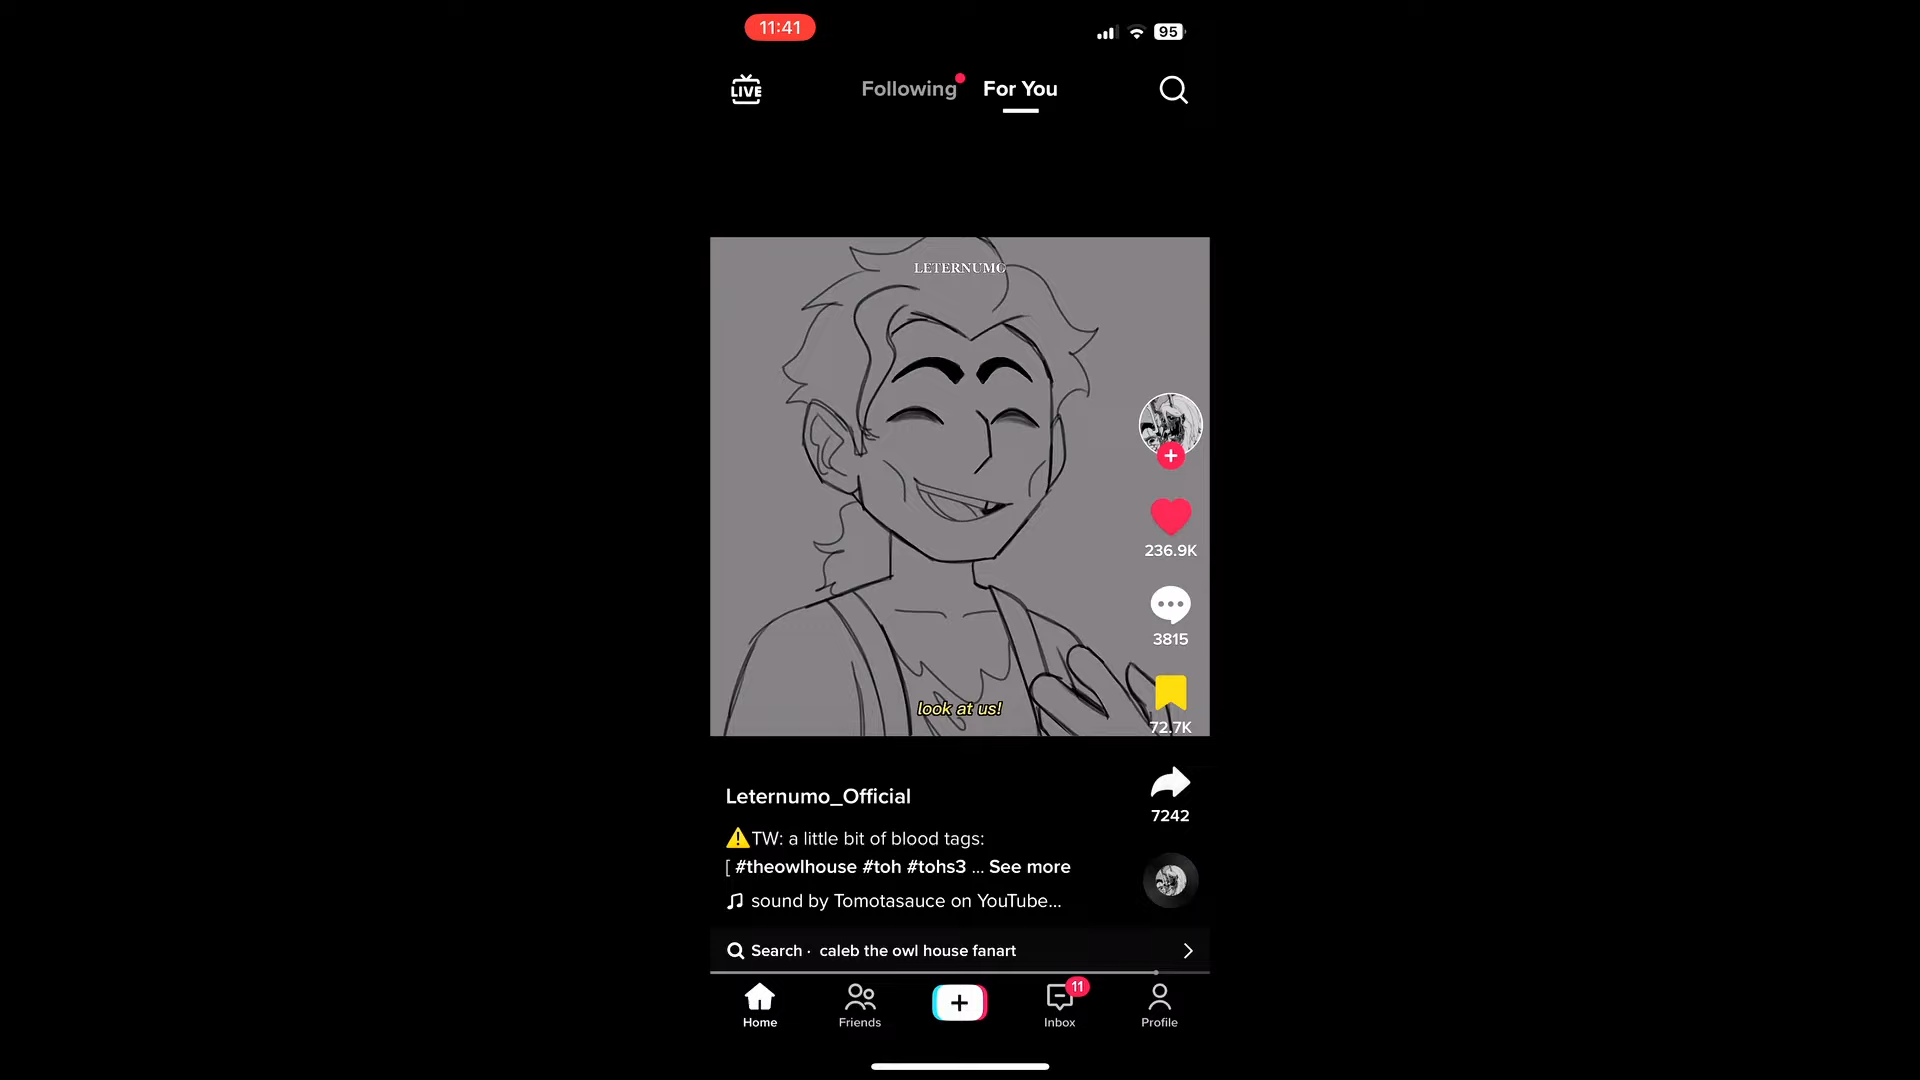 11:41
95
LIVE
Following
For You
LETERNUMO
236.9K
3815
look at us!
72.7K
Leternumo_Official
7242
⚠️TW: a little bit of blood tags:
[ #theowlhouse #toh #tohs3 ... See more
sound by Tomotasauce on YouTube...
Search · caleb the owl house fanart
11
Home
Friends
Inbox
Profile